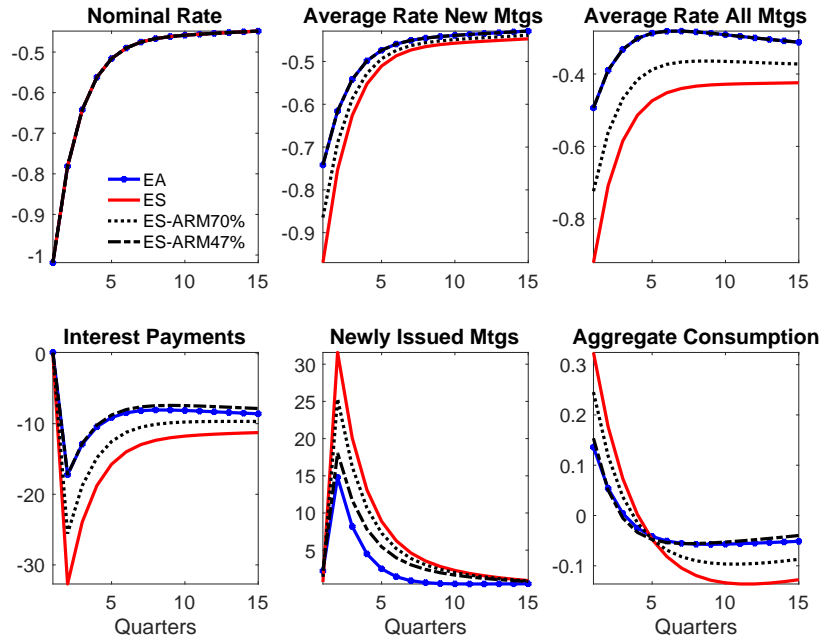 Nominal Rate
-0.5
-0.6
-0.7
-0.8
-0.9
-1
5 10 15
EA
ES
ES-ARM70%
ES-ARM47%
Average Rate New Mtgs
-0.5
-0.6
-0.7
-0.8
-0.9
5 10 15
Average Rate All Mtgs
-0.4
-0.6
-0.8
5 10 15
Interest Payments
0
-10
-20
-30
5 10 15
Quarters
Newly Issued Mtgs
30
25
20
15
10
5
5 10 15
Quarters
Aggregate Consumption
0.3
0.2
0.1
0
-0.1
5 10 15
Quarters